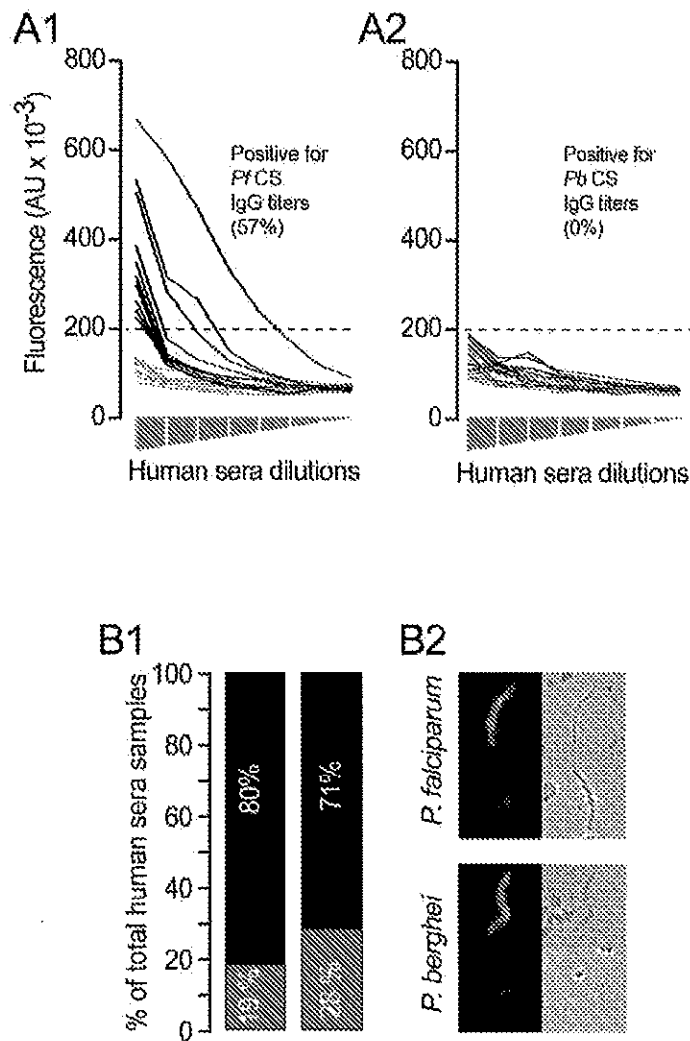 A1
Fluorescence (AU x 10-3)
800
600
400
200
0
Positive for
Pf CS
IgG titers
(57%)
Human sera dilutions
A2
800
600
400
200
0
Positive for
Pb CS
IgG titers
(0%)
Human sera dilutions
B1
% of total human sera samples
100
80
60
40
20
0
80%
71%
B2
P. falciparum
P. berghei